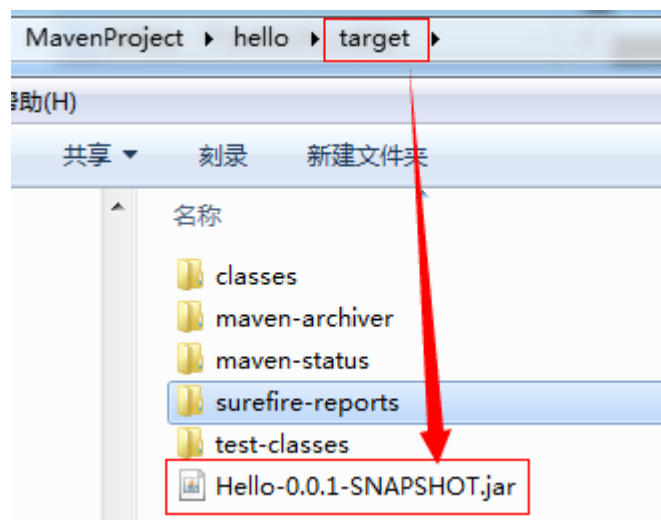 MavenProject ▸ hello ▸ target ▸
帮助(H)
共享 刻录 新建文件夹
名称
classes
maven-archiver
maven-status
surefire-reports
test-classes
Hello-0.0.1-SNAPSHOT.jar